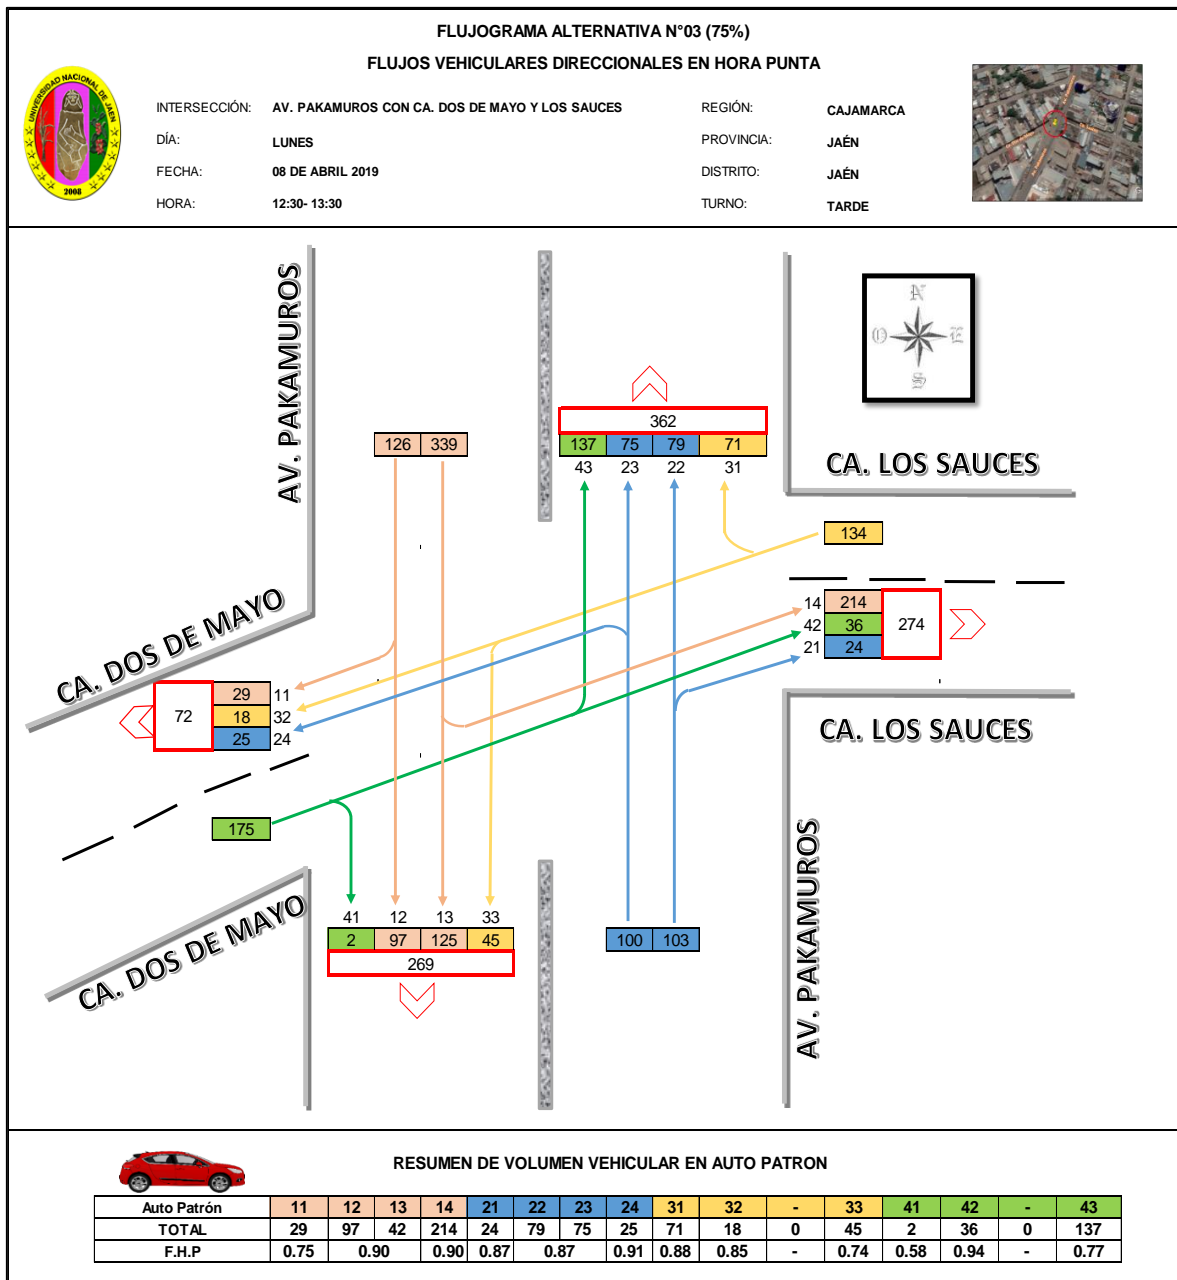 FLUJOGRAMA ALTERNATIVA N°03 (75%)
FLUJOS VEHICULARES DIRECCIONALES EN HORA PUNTA
UNIVERSIDAD NACIONAL DE JAEN
2008
INTERSECCIÓN: AV. PAKAMUROS CON CA. DOS DE MAYO Y LOS SAUCES
REGIÓN: CAJAMARCA
DÍA: LUNES
PROVINCIA: JAÉN
FECHA: 08 DE ABRIL 2019
DISTRITO: JAÉN
HORA: 12:30- 13:30
TURNO: TARDE
AV. PAKAMUROS
N
O E
S
362
126 339
137 75 79 71
43 23 22 31
CA. LOS SAUCES
134
14 214
42 36 274
21 24
CA. DOS DE MAYO
29 11
72 18 32
25 24
CA. LOS SAUCES
175
AV. PAKAMUROS
CA. DOS DE MAYO
41 12 13 33
2 97 125 45
269
100 103
RESUMEN DE VOLUMEN VEHICULAR EN AUTO PATRON
Auto Patrón 11 12 13 14 21 22 23 24 31 32 - 33 41 42 - 43
TOTAL 29 97 42 214 24 79 75 25 71 18 0 45 2 36 0 137
F.H.P 0.75 0.90 0.90 0.87 0.87 0.91 0.88 0.85 - 0.74 0.58 0.94 - 0.77